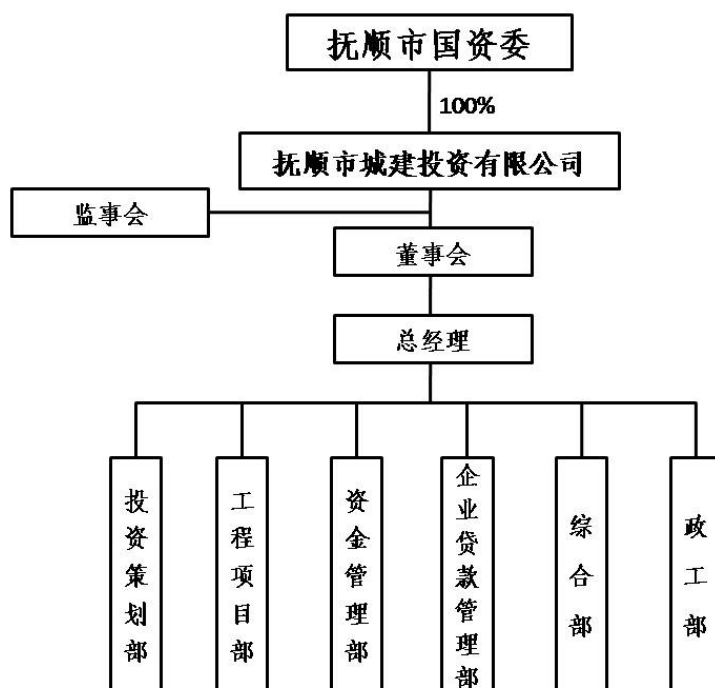 抚顺市国资委
100%
抚顺市城建投资有限公司
监事会
董事会
总经理
投资策划部
工程项目部
资金管理部
企业贷款管理部
综合部
政工部